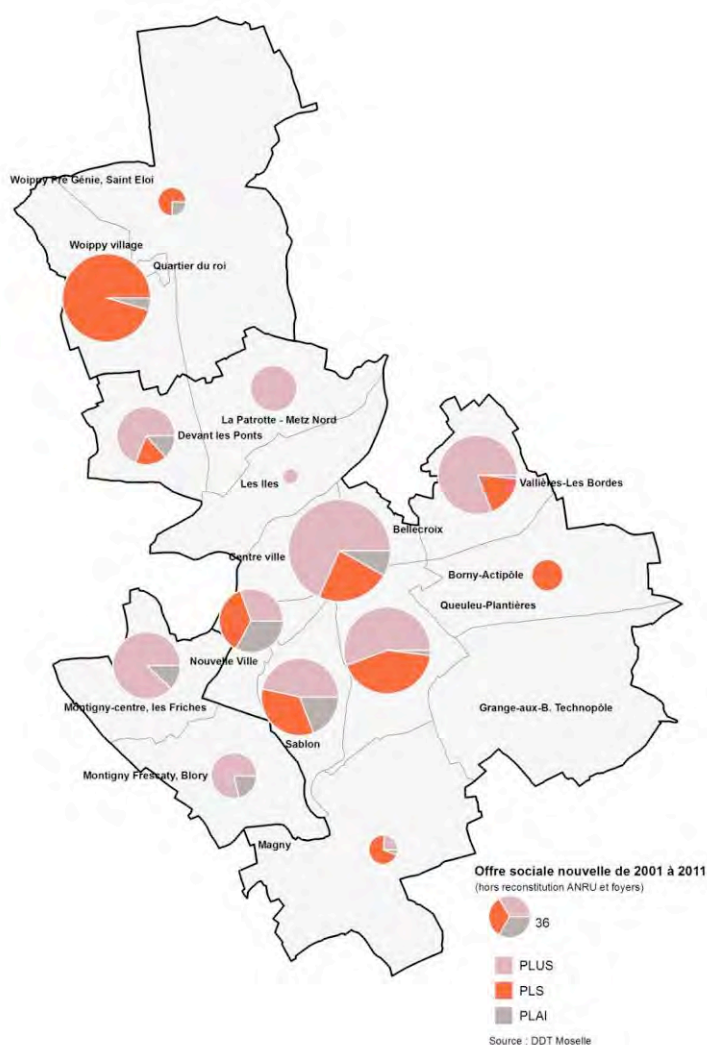 Woippy Pré Génie, Saint Eloi
Woippy village
Quartier du roi
La Patrotte - Metz Nord
Devant les Ponts
Les Iles
Vallières-Les Bordes
Bellecroix
Centre ville
Borny-Actipôle
Queuleu-Plantières
Nouvelle Ville
Montigny-centre, les Friches
Grange-aux-B. Technopôle
Sablon
Montigny Frescaty, Blory
Magny
Offre sociale nouvelle de 2001 à 2011
(hors reconstitution ANRU et foyers)
36
PLUS
PLS
PLAI
Source : DDT Moselle